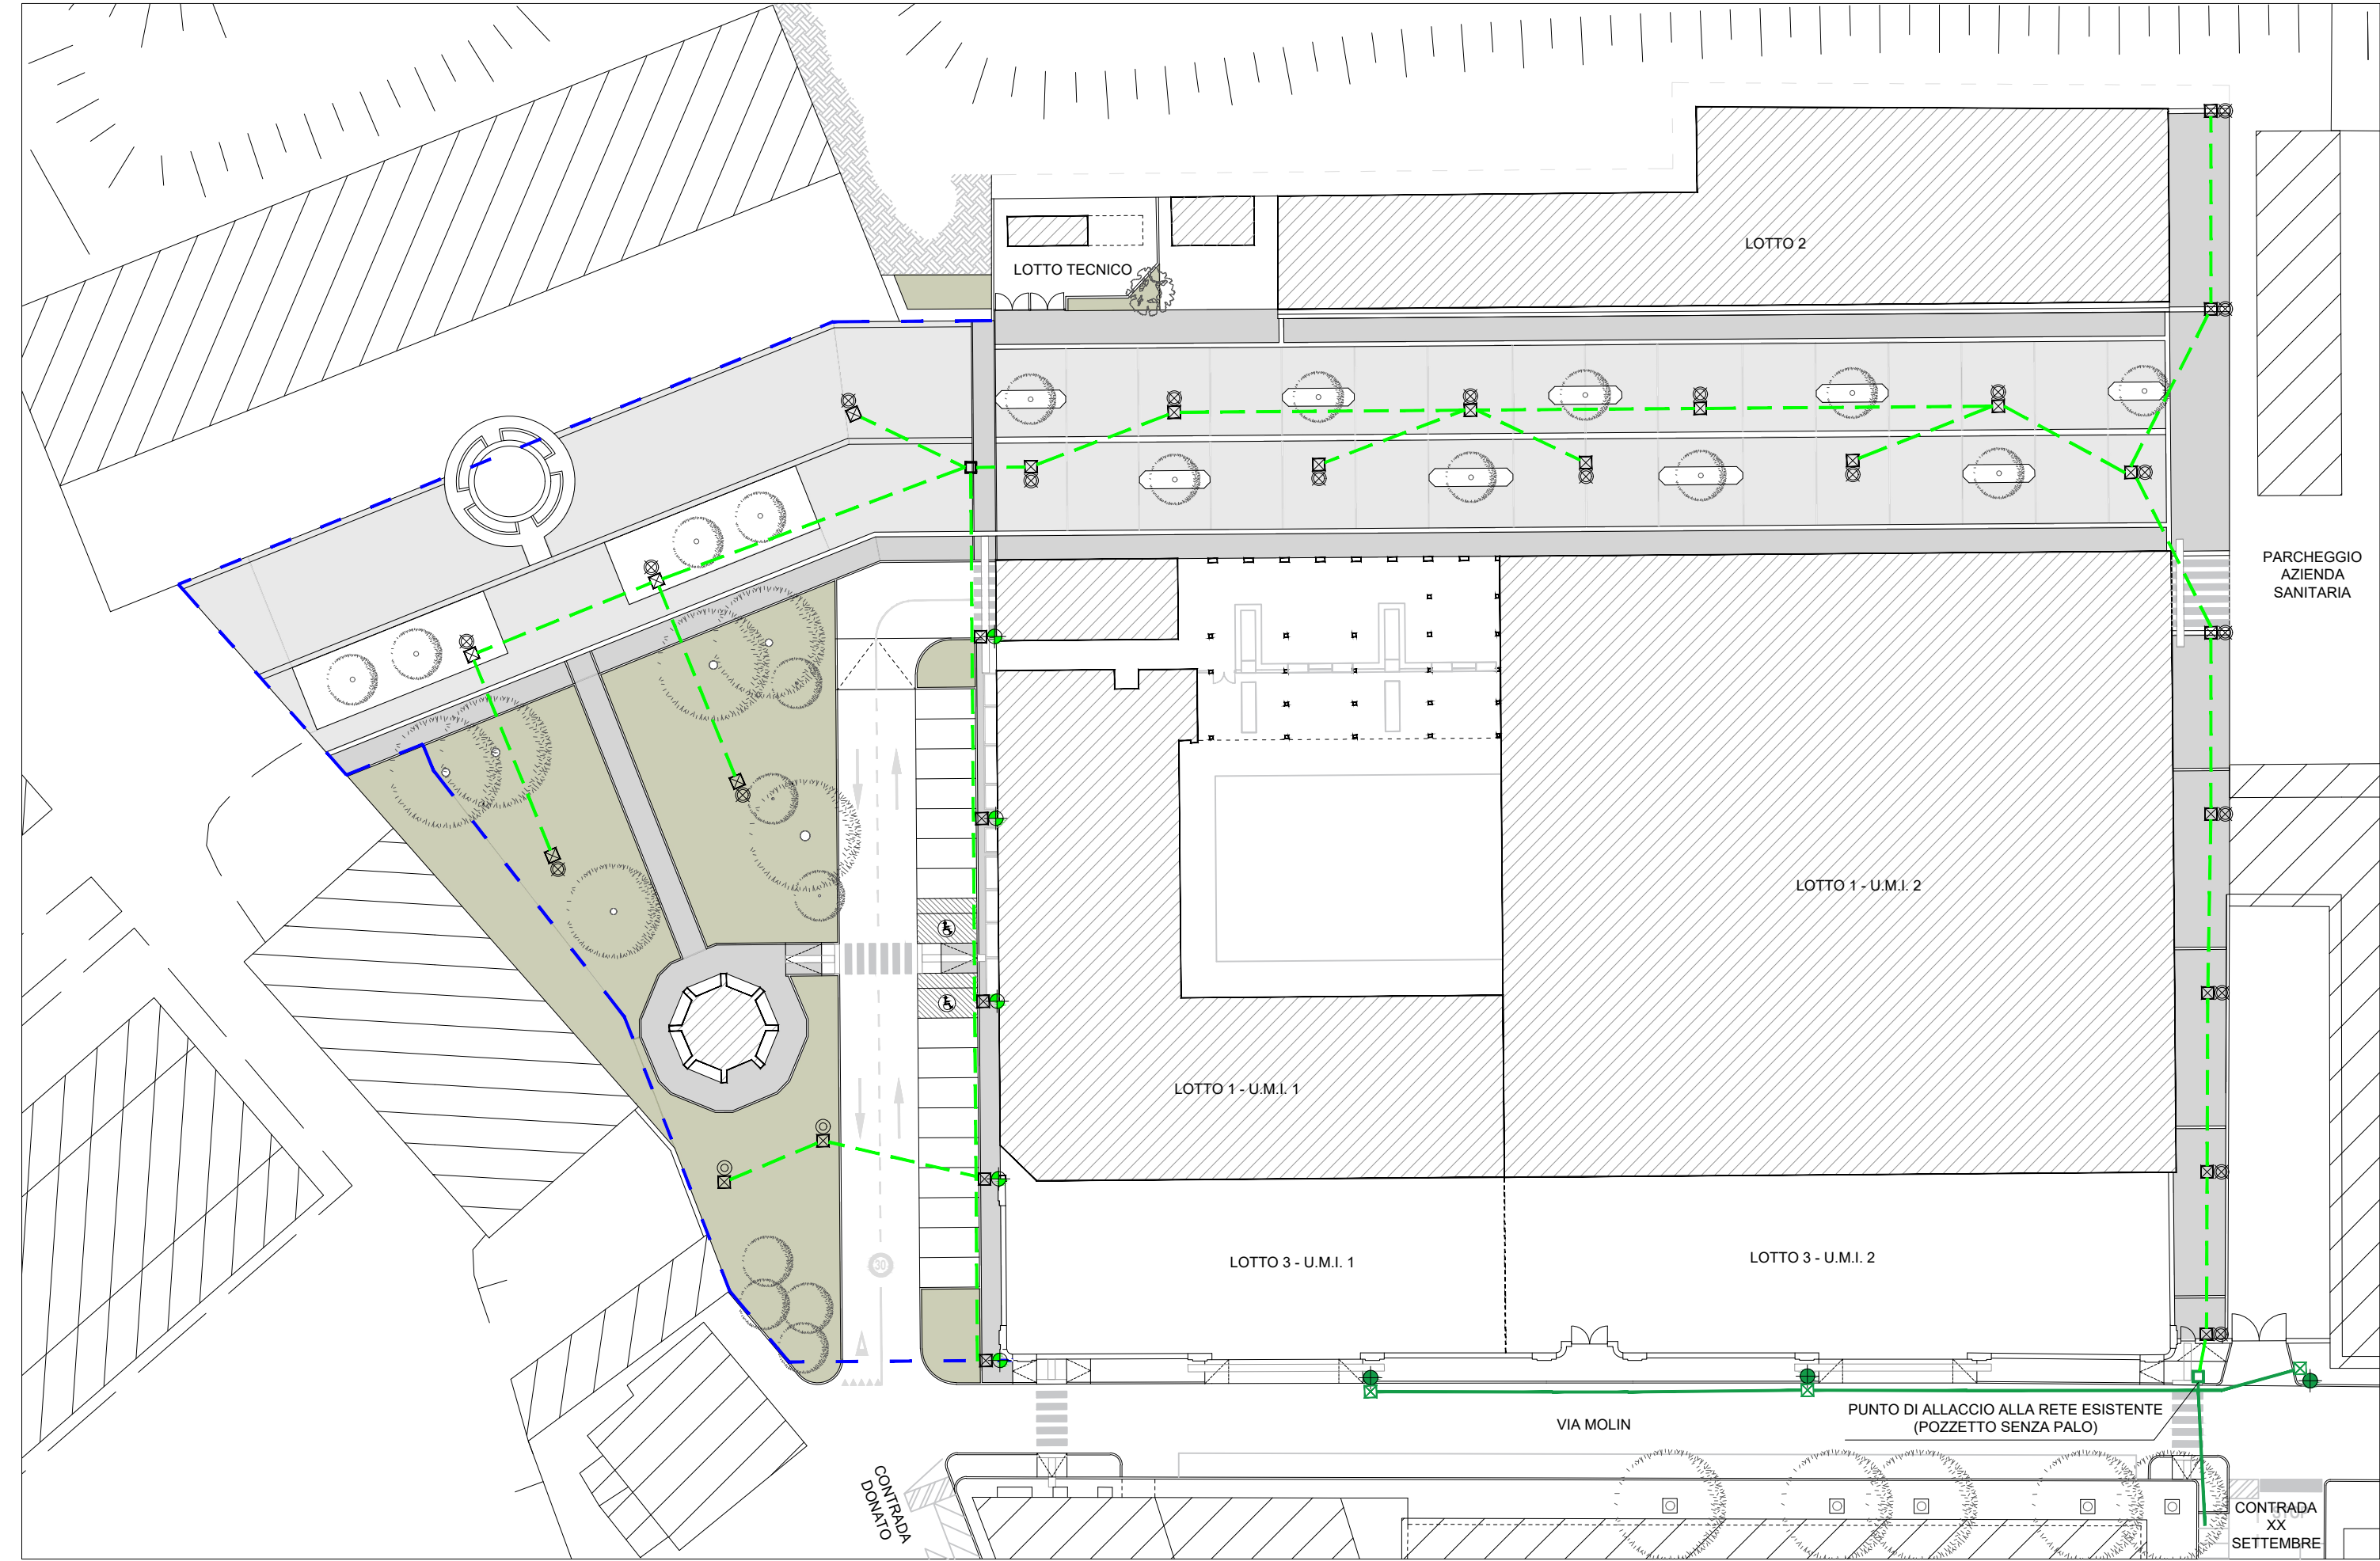 LOTTO 2
LOTTO TECNICO
PARCHEGGIO
AZIENDA
SANITARIA
LOTTO 1 - U.M.I. 2
LOTTO 1 - U.M.I. 1
LOTTO 3 - U.M.I. 1
LOTTO 3 - U.M.I. 2
30
PUNTO DI ALLACCIO ALLA RETE ESISTENTE
(POZZETTO SENZA PALO)
VIA MOLIN
CONTRADA
DONATO
CONTRADA
XX
SETTEMBRE